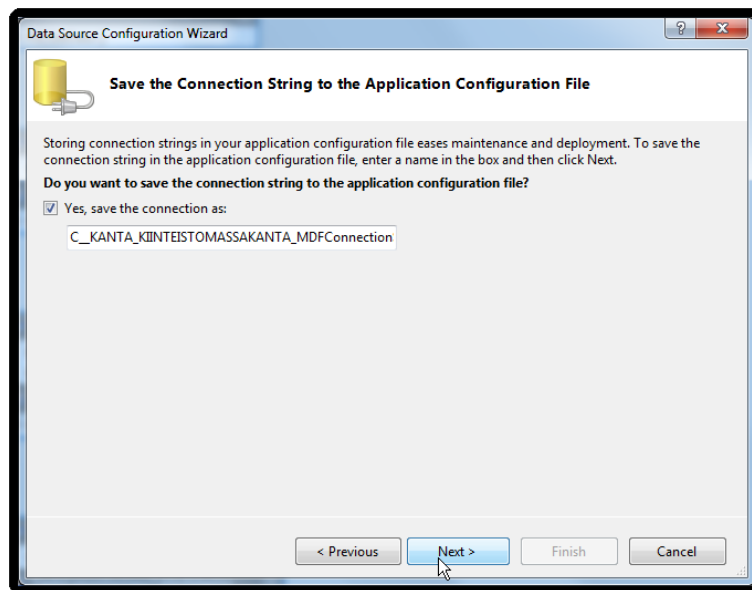 Data Source Configuration Wizard
Save the Connection String to the Application Configuration File
Storing connection strings in your application configuration file eases maintenance and deployment. To save the
connection string in the application configuration file, enter a name in the box and then click Next.
Do you want to save the connection string to the application configuration file?
Yes, save the connection as:
C__KANTA_KIINTEISTOMASSAKANTA_MDFConnection
< Previous
Next >
Finish
Cancel